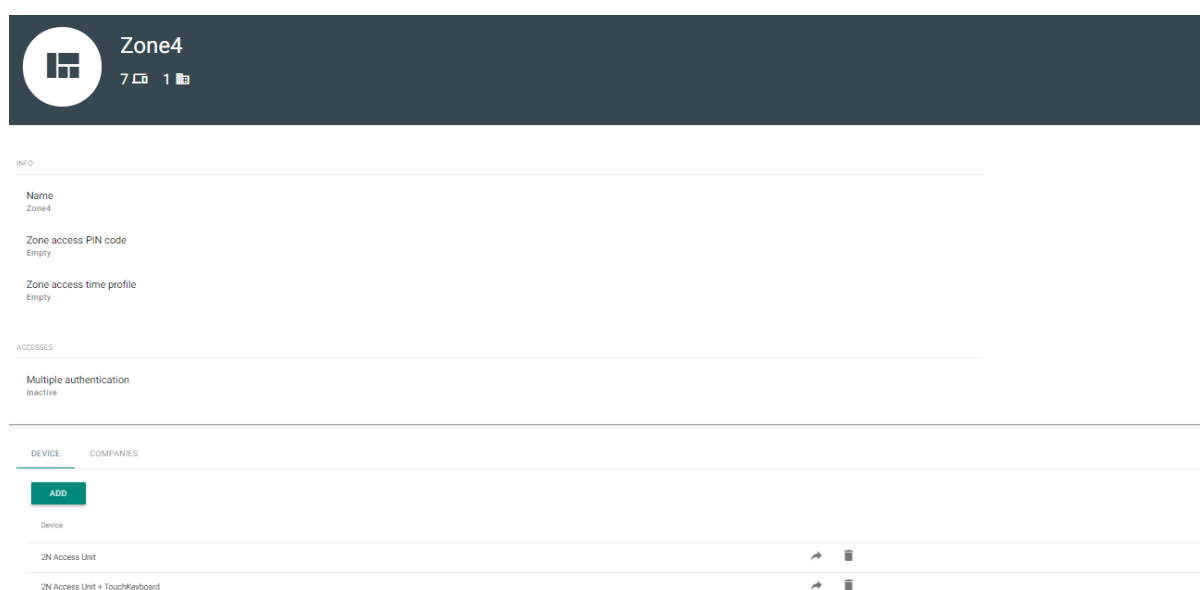 Zone4
7 1
INFO
Name
Zone4
Zone access PIN code
Empty
Zone access time profile
Empty
ACCESSES
Multiple authentication
Inactive
DEVICE COMPANIES
ADD
Device
2N Access Unit
2N Access Unit + TouchKeyboard